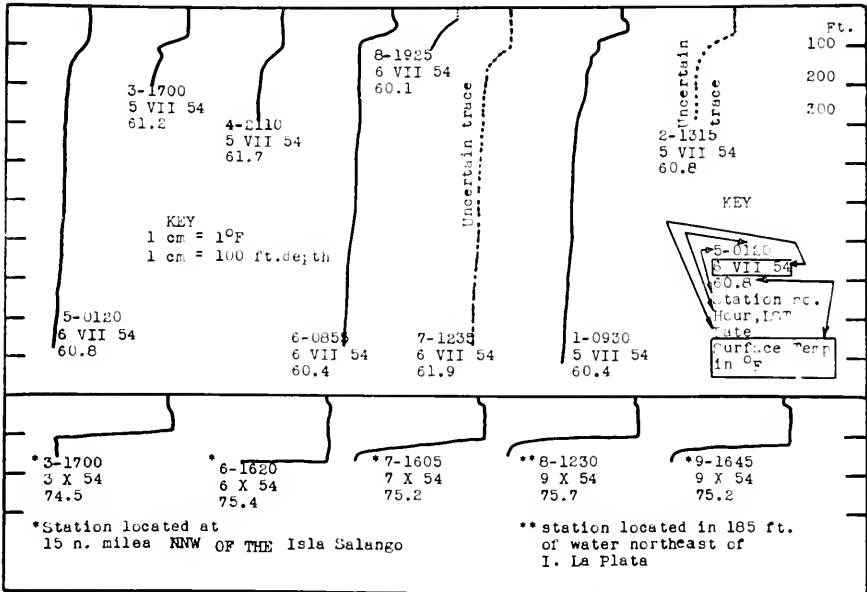 Ft.
100
200
300
3-1700
5 VII 54
61.2
4-2110
5 VII 54
61.7
8-1925
6 VII 54
60.1
Uncertain trace
Uncertain
trace
2-1315
5 VII 54
60.8
KEY
1 cm = 1°F
1 cm = 100 ft.depth
5-0120
6 VII 54
60.8
6-0855
6 VII 54
60.4
7-1235
6 VII 54
61.9
1-0930
5 VII 54
60.4
KEY
5-0120
6 VII 54
60.8
Station
Hour,
Surface Temp
in °F
*3-1700
3 X 54
74.5
*6-1620
6 X 54
75.4
*7-1605
7 X 54
75.2
**8-1230
9 X 54
75.7
*9-1645
9 X 54
75.2
*Station located at
15 n. milea NNW OF THE Isla Salango
** station located in 185 ft.
of water northeast of
I. La Plata